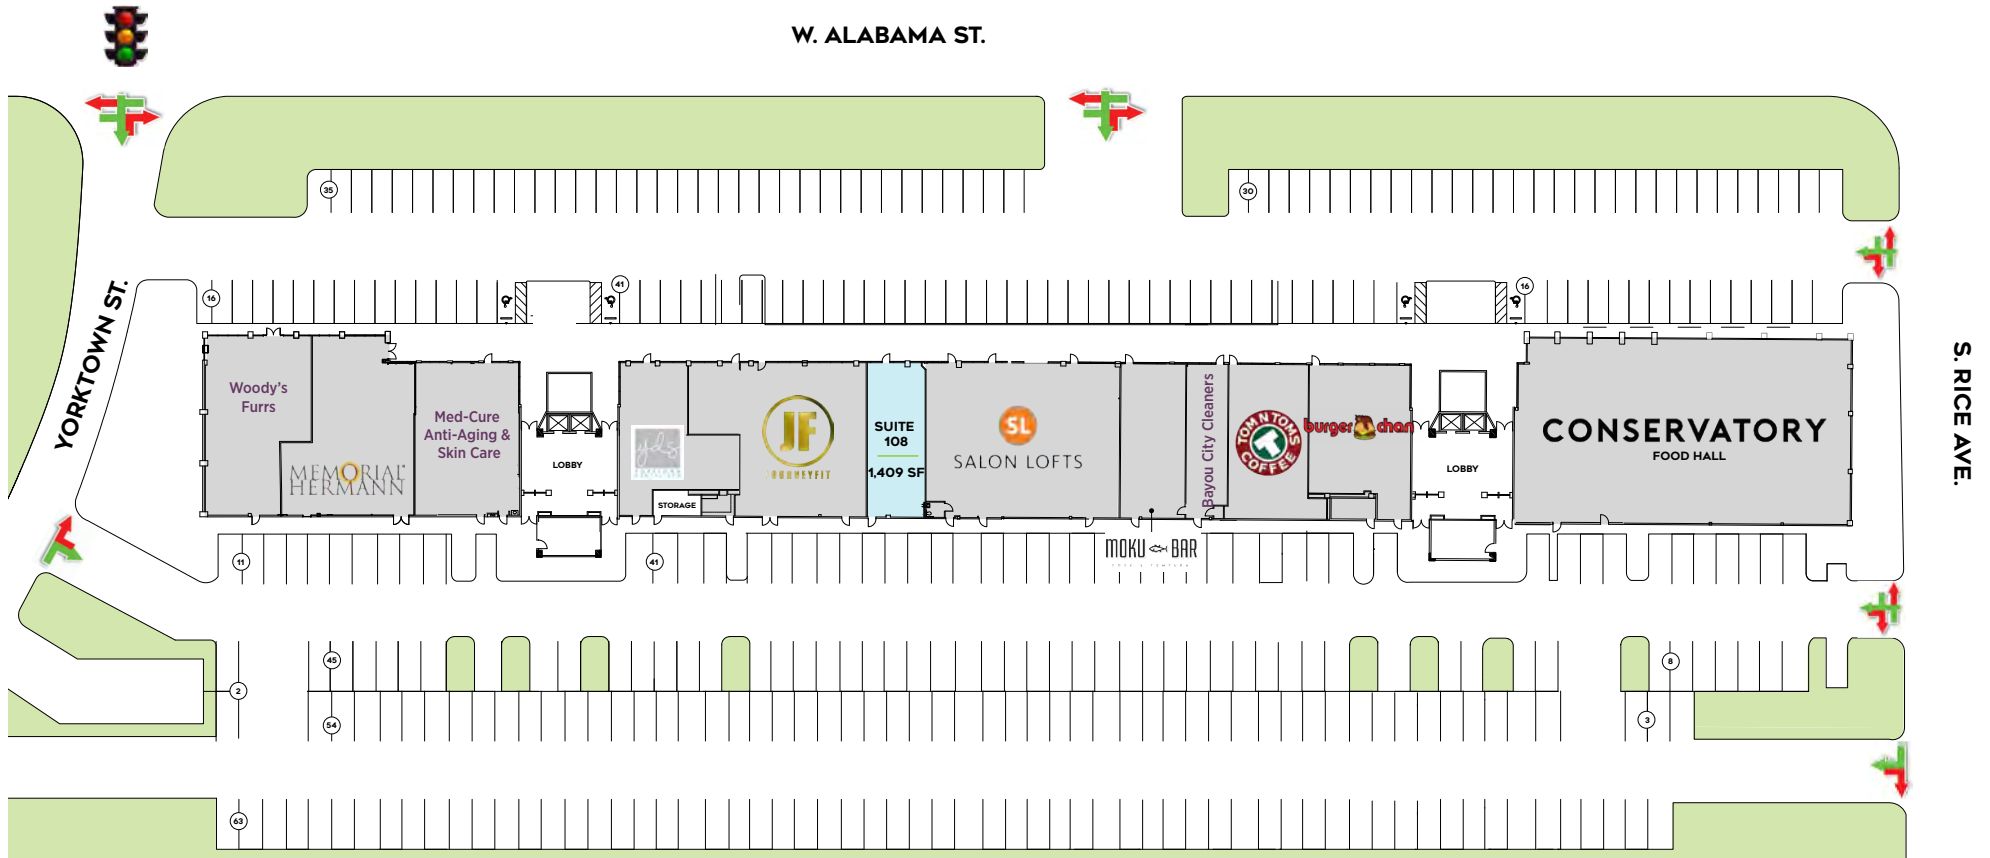 W. ALABAMA ST.
YORKTOWN ST.
S. RICE AVE.
35
30
16
41
16
Woody's
Furrs
MEMORIAL
HERMANN
Med-Cure
Anti-Aging &
Skin Care
LOBBY
yds
STORAGE
JF
JOURNEYFIT
SUITE
108
1,409 SF
SL
SALON LOFTS
MOKU BAR
Bayou City Cleaners
TOM N TOMS
COFFEE
burger chan
LOBBY
CONSERVATORY
FOOD HALL
11
41
45
8
2
54
3
63